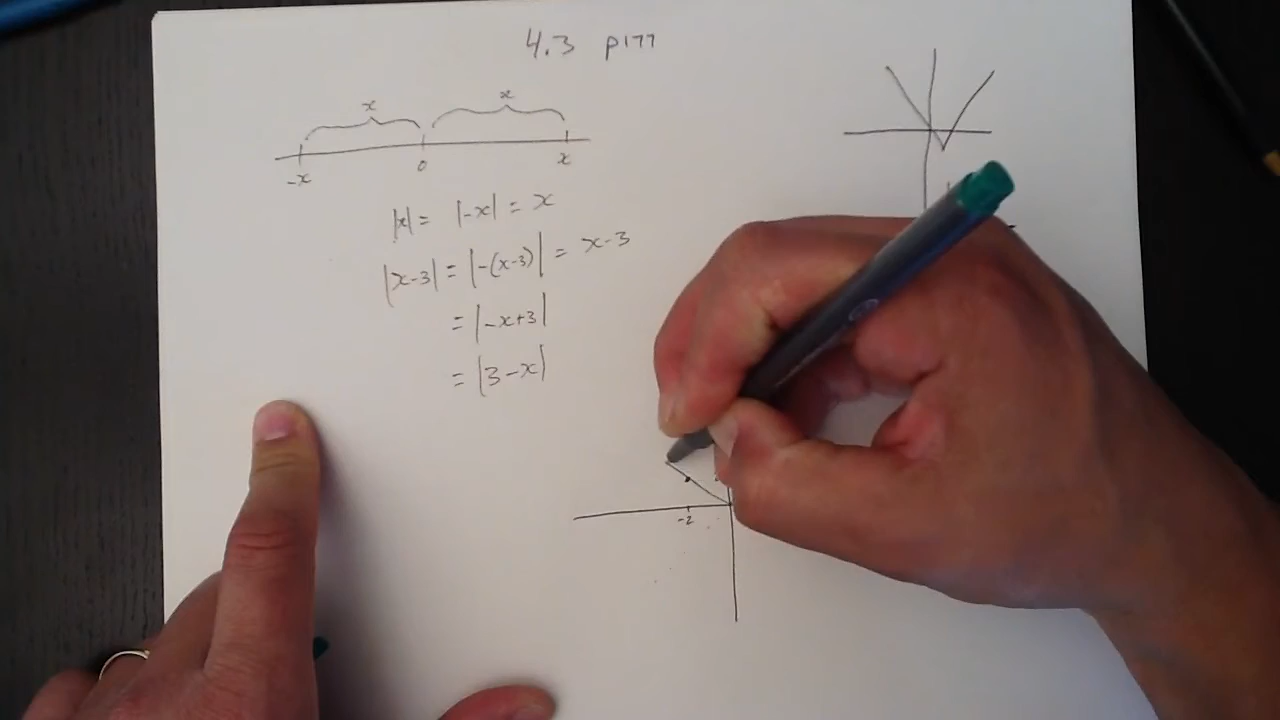 4.3 p177
x x
-x 0 x
|x| = |-x| = x
|x-3| = |-(x-3)| = x-3
= |-x+3|
= |3-x|
-2